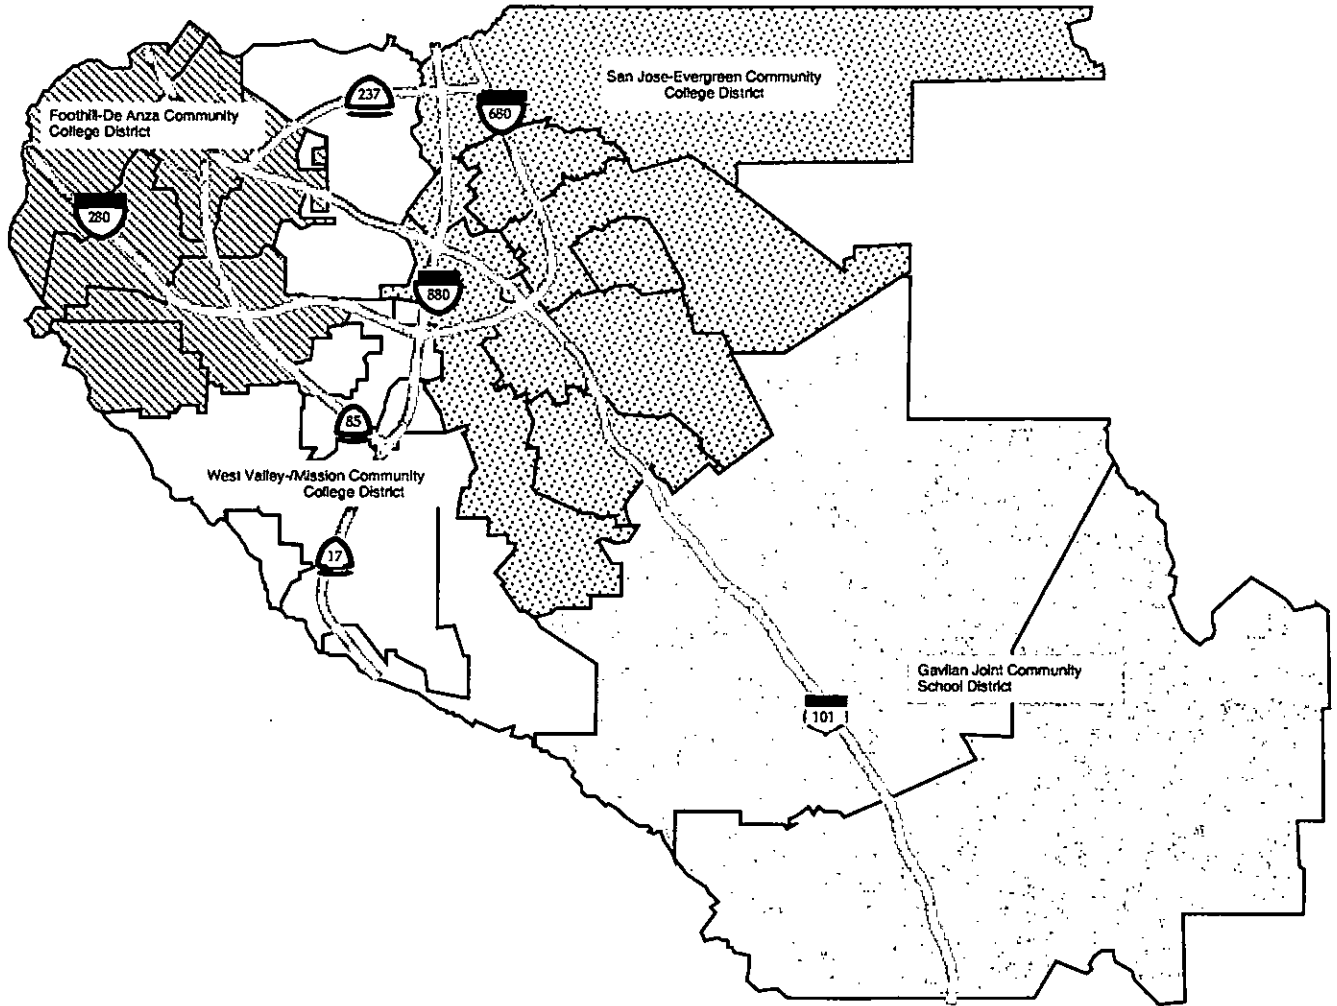 237
San Jose-Evergreen Community
College District
680
Foothill-De Anza Community
College District
280
880
85
West Valley-/Mission Community
College District
17
Gavilan Joint Community
School District
101